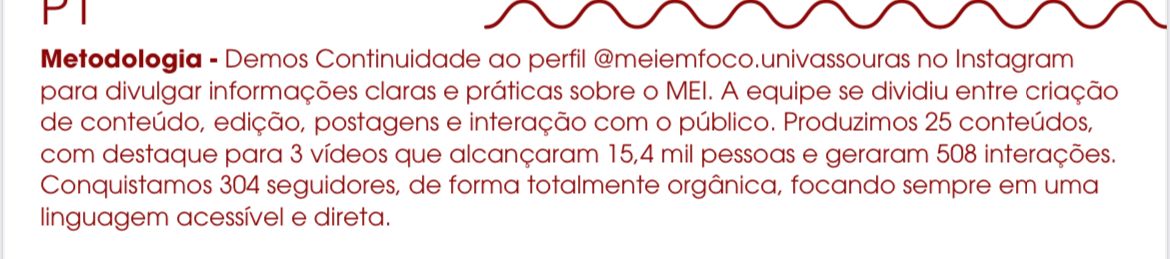 PT
Metodologia - Demos Continuidade ao perfil @meiemfoco.univassouras no Instagram
para divulgar informações claras e práticas sobre o MEI. A equipe se dividiu entre criação
de conteúdo, edição, postagens e interação com o público. Produzimos 25 conteúdos,
com destaque para 3 vídeos que alcançaram 15,4 mil pessoas e geraram 508 interações.
Conquistamos 304 seguidores, de forma totalmente orgânica, focando sempre em uma
linguagem acessível e direta.